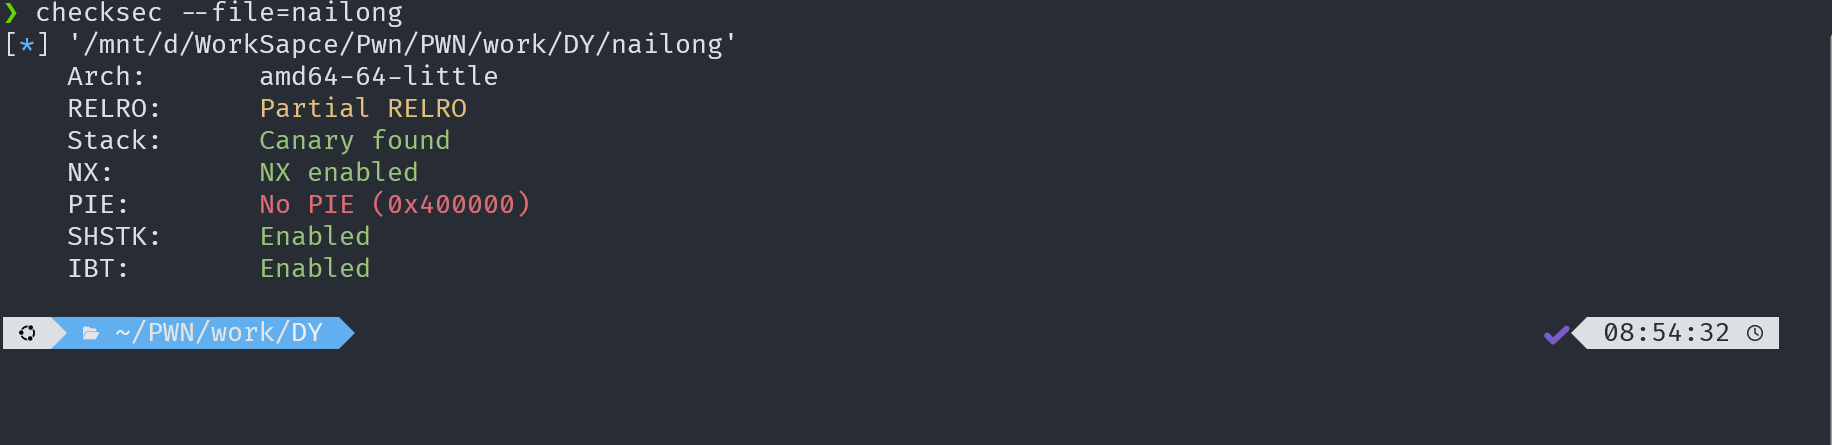 ❯ checksec --file=nailong
[*] '/mnt/d/WorkSapce/Pwn/PWN/work/DY/nailong'
Arch: amd64-64-little
RELRO: Partial RELRO
Stack: Canary found
NX: NX enabled
PIE: No PIE (0x400000)
SHSTK: Enabled
IBT: Enabled
~/PWN/work/DY 08:54:32